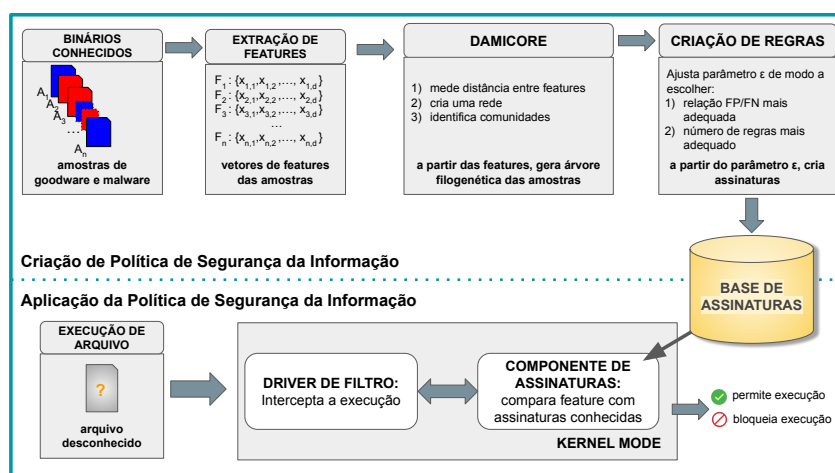 BINÁRIOS
CONHECIDOS
A1
A2
A3
...
An
amostras de
goodware e malware
EXTRAÇÃO DE
FEATURES
F1 : {x1,1,x1,2,…, x1,d}
F2 : {x2,1,x2,2,…, x2,d}
F3 : {x3,1,x3,2,…, x3,d}
...
Fn : {xn,1,xn,2,…, xn,d}
vetores de features
das amostras
DAMICORE
1) mede distância entre features
2) cria uma rede
3) identifica comunidades
a partir das features, gera árvore
filogenética das amostras
CRIAÇÃO DE REGRAS
Ajusta parâmetro ε de modo a
escolher:
1) relação FP/FN mais
adequada
2) número de regras mais
adequado
a partir do parâmetro ε, cria
assinaturas
Criação de Política de Segurança da Informação
BASE DE
ASSINATURAS
Aplicação da Política de Segurança da Informação
EXECUÇÃO DE
ARQUIVO
?
arquivo
desconhecido
DRIVER DE FILTRO:
Intercepta a execução
COMPONENTE DE
ASSINATURAS:
compara feature com
assinaturas conhecidas
KERNEL MODE
permite execução
bloqueia execução